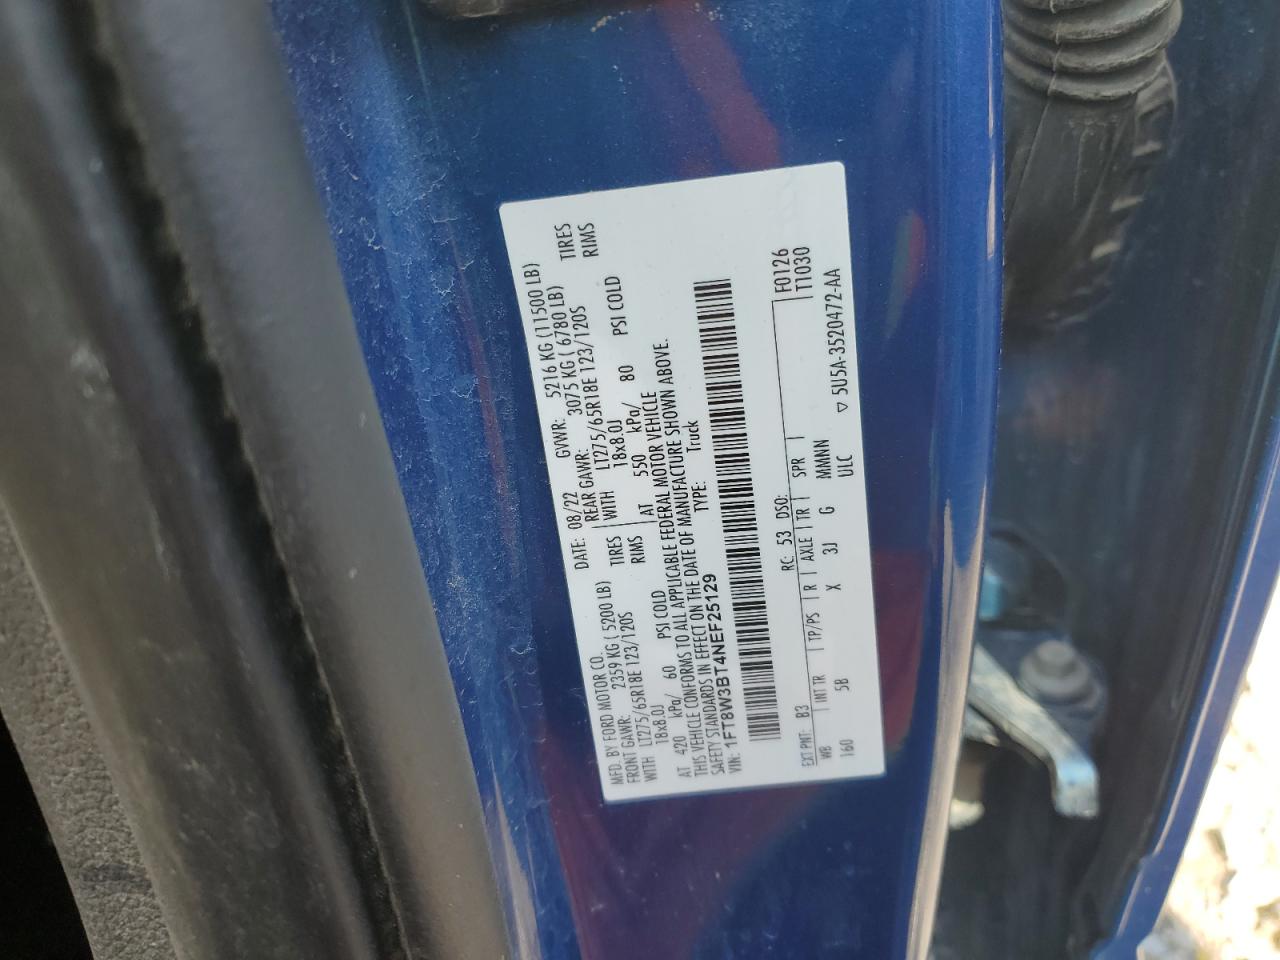 MFD. BY FORD MOTOR CO.
DATE: 08/22 GVWR: 5216 KG (11500 LB)
FRONT GAWR: 2359 KG ( 5200 LB) REAR GAWR: 3075 KG ( 6780 LB)
WITH LT275/65R18E 123/120S TIRES WITH LT275/65R18E 123/120S TIRES
18x8.0J RIMS 18x8.0J RIMS
AT 420 kPa/ 60 PSI COLD AT 550 kPa/ 80 PSI COLD
THIS VEHICLE CONFORMS TO ALL APPLICABLE FEDERAL MOTOR VEHICLE
SAFETY STANDARDS IN EFFECT ON THE DATE OF MANUFACTURE SHOWN ABOVE.
VIN: 1FT8W3BT4NEF25129 TYPE: Truck
F0126
EXT PNT: B3 RC: 53 DSO: T1030
WB INT TR TP/PS R AXLE TR SPR
160 5B X 3J G MMNN
ULC ▽ 5U5A-3520472-AA